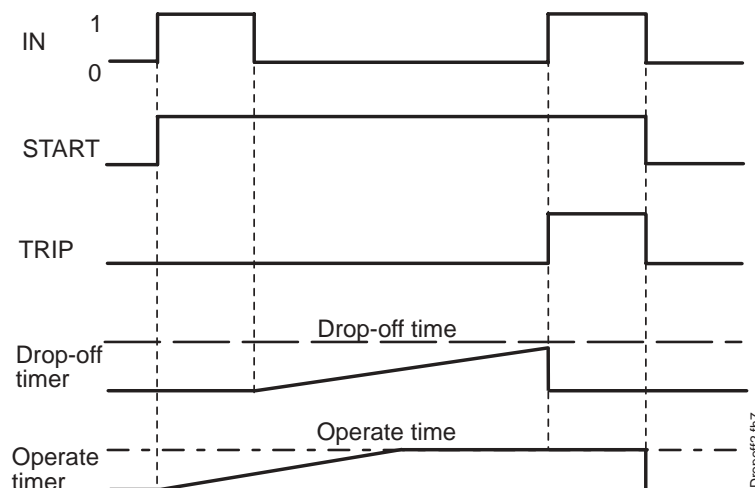 IN
1
0
START
TRIP
Drop-off time
Drop-off
timer
Operate time
Operate
timer